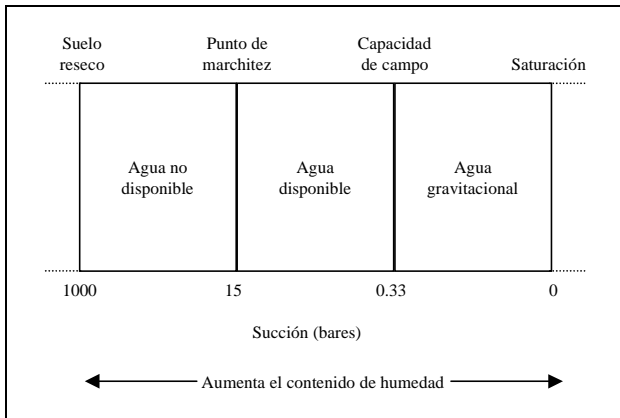 Suelo
reseco
Punto de
marchitez
Capacidad
de campo
Saturación
Agua no
disponible
Agua
disponible
Agua
gravitacional
1000
15
0.33
0
Succión (bares)
Aumenta el contenido de humedad